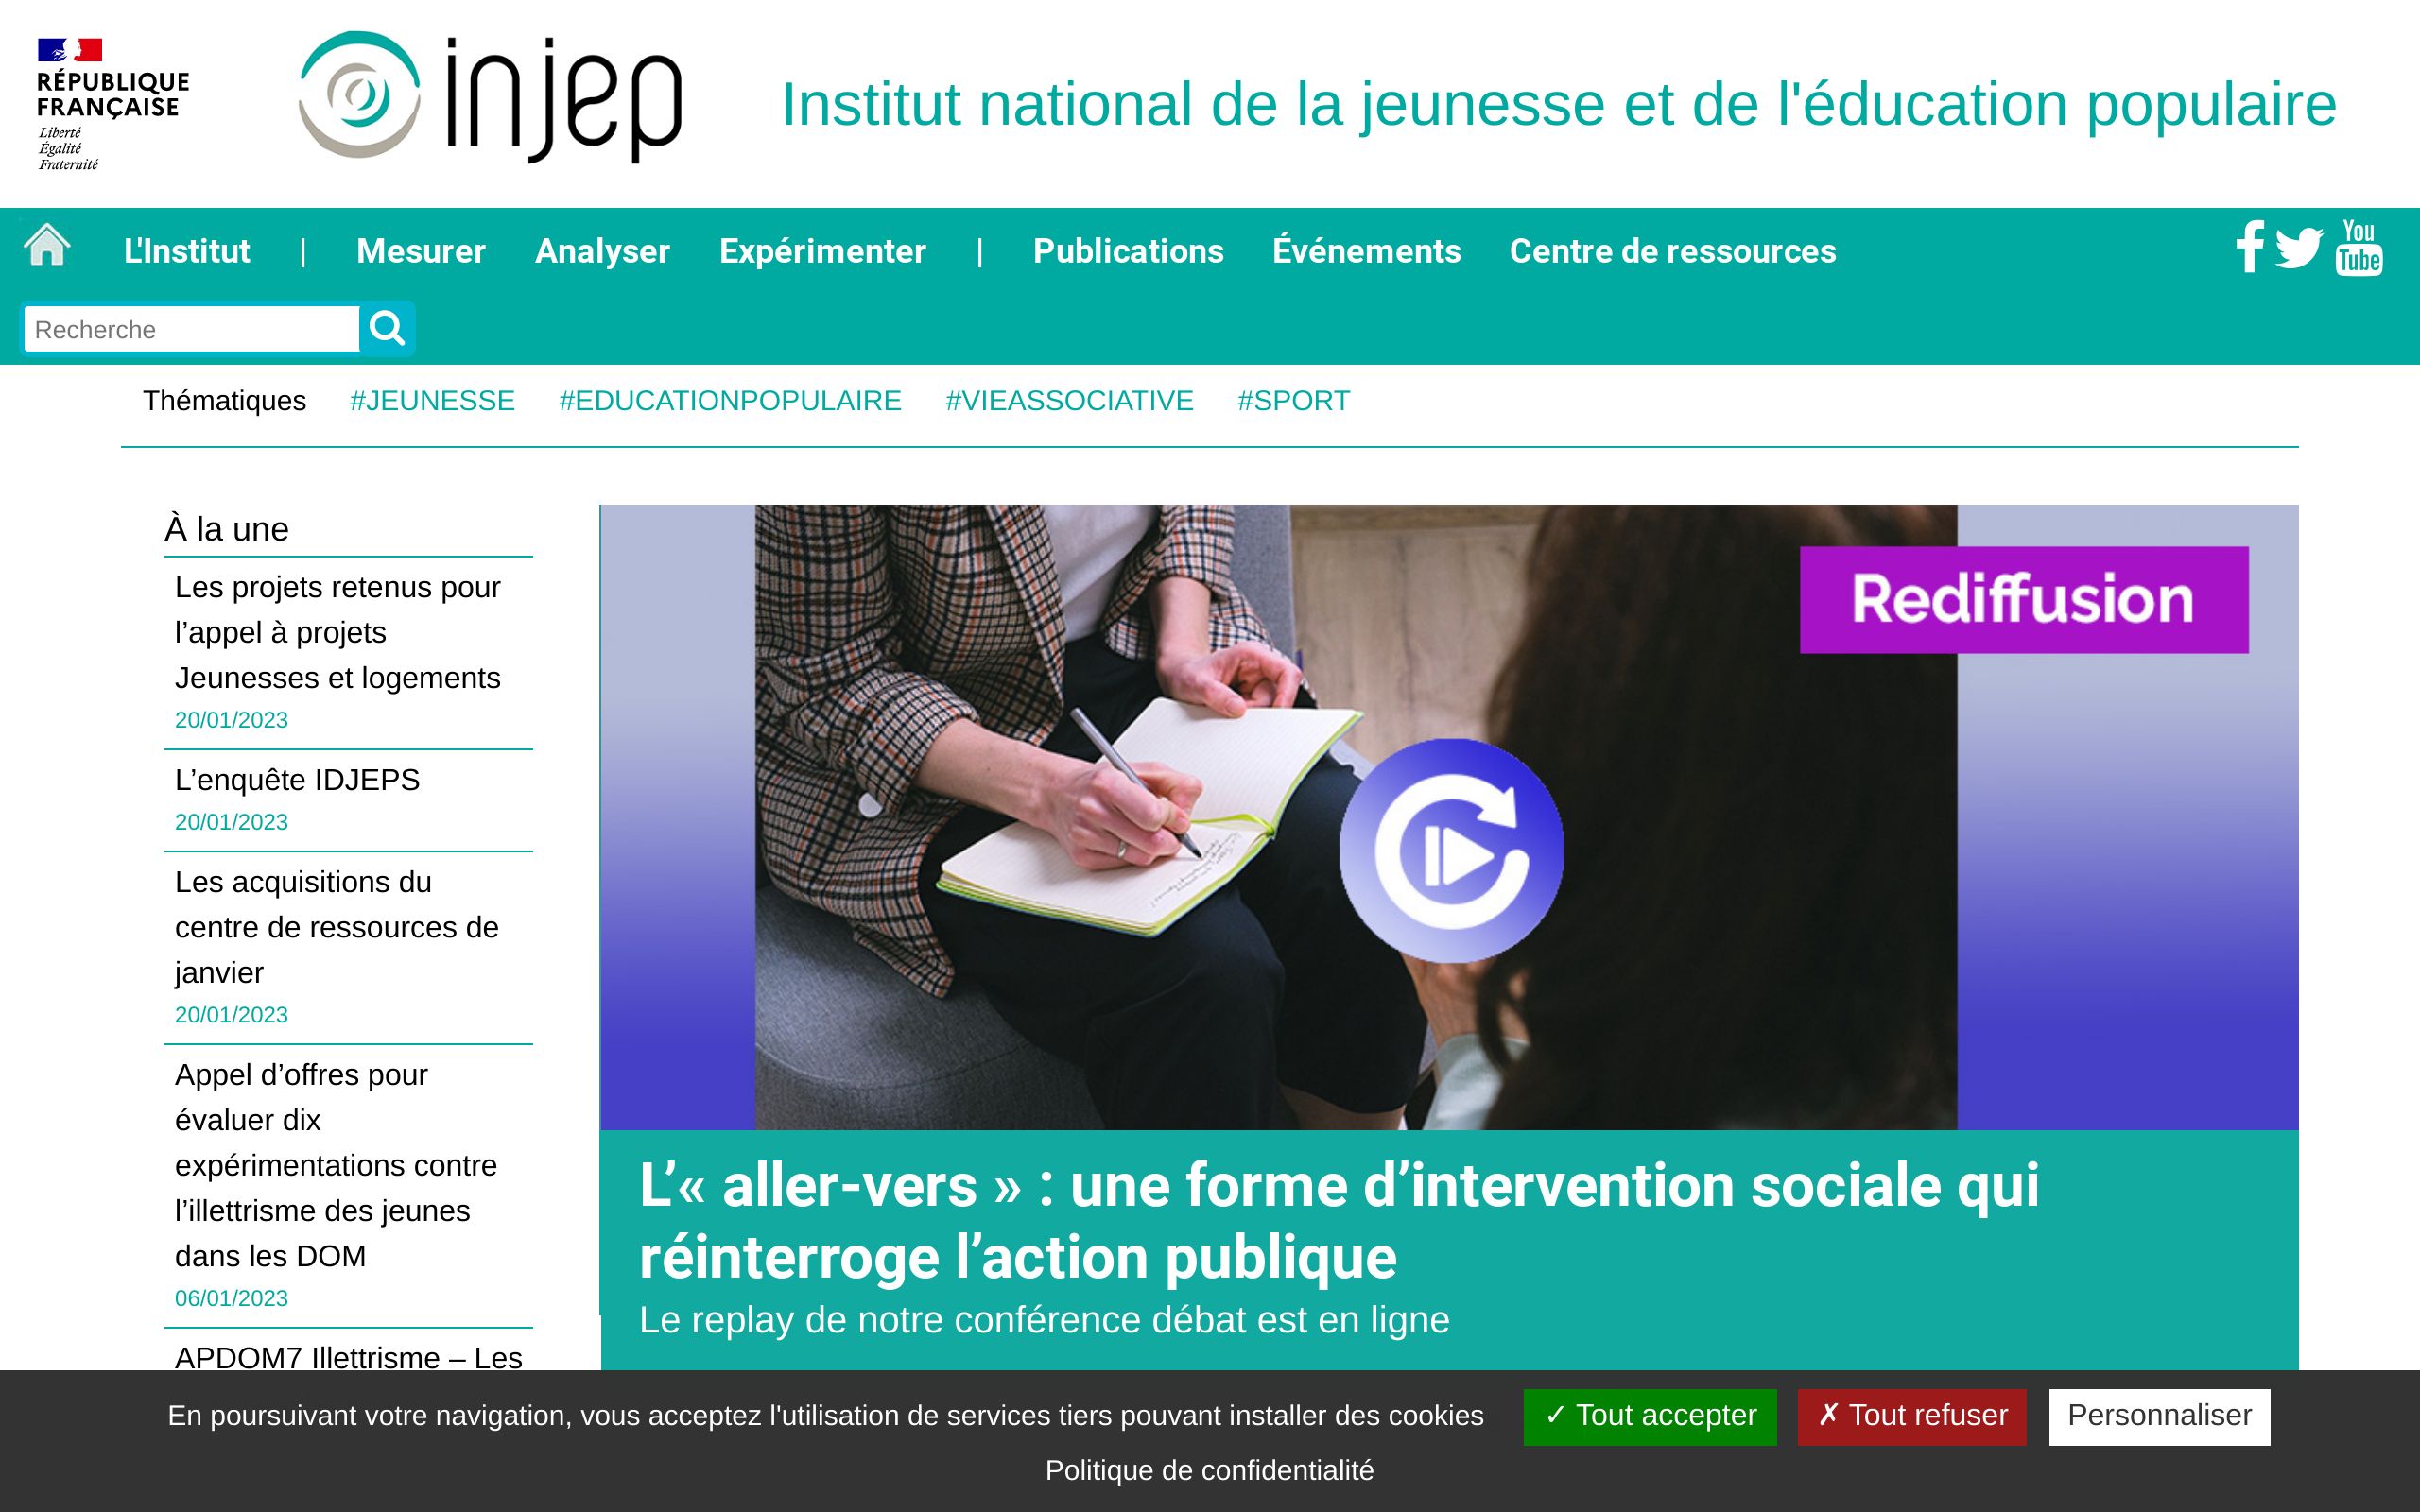 RÉPUBLIQUE
FRANÇAISE
Liberté
Égalité
Fraternité
injep
Institut national de la jeunesse et de l'éducation populaire
L'Institut | Mesurer Analyser Expérimenter | Publications Événements Centre de ressources
You
Tube
Recherche
Thématiques #JEUNESSE #EDUCATIONPOPULAIRE #VIEASSOCIATIVE #SPORT
À la une
Les projets retenus pour
l’appel à projets
Jeunesses et logements
20/01/2023
L’enquête IDJEPS
20/01/2023
Les acquisitions du
centre de ressources de
janvier
20/01/2023
Appel d’offres pour
évaluer dix
expérimentations contre
l’illettrisme des jeunes
dans les DOM
06/01/2023
APDOM7 Illettrisme – Les
Rediffusion
L’« aller-vers » : une forme d’intervention sociale qui
réinterroge l’action publique
Le replay de notre conférence débat est en ligne
En poursuivant votre navigation, vous acceptez l'utilisation de services tiers pouvant installer des cookies ✓ Tout accepter ✗ Tout refuser Personnaliser
Politique de confidentialité